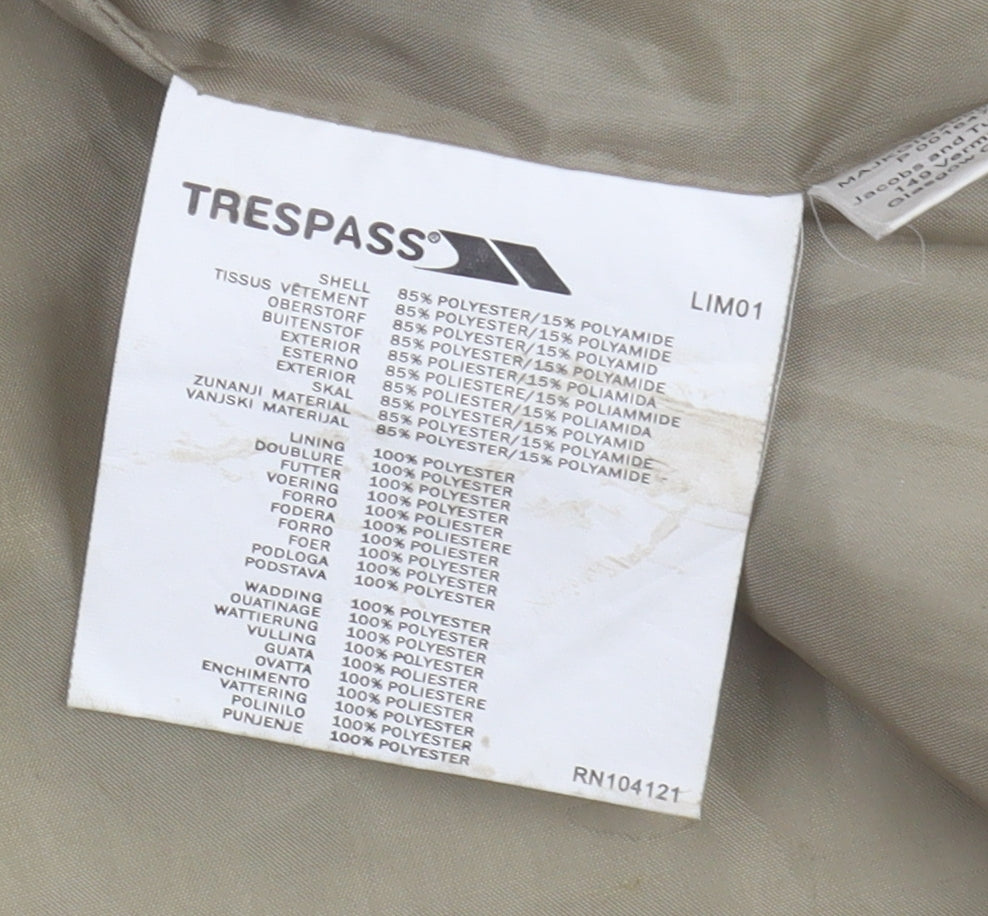 TRESPASS®
LIM01
SHELL 85% POLYESTER/15% POLYAMIDE
TISSUS VÊTEMENT 85% POLYESTER/15% POLYAMIDE
OBERSTORF 85% POLYESTER/15% POLYAMID
BUITENSTOF 85% POLYESTER/15% POLYAMIDE
EXTERIOR 85% POLIESTER/15% POLIAMIDA
ESTERNO 85% POLIESTERE/15% POLIAMMIDE
EXTERIOR 85% POLIESTER/15% POLIAMIDA
SKAL 85% POLYESTER/15% POLYAMID
ZUNANJI MATERIAL 85% POLYESTER/15% POLYAMIDE
VANJSKI MATERIJAL 85% POLYESTER/15% POLYAMIDE
LINING 100% POLYESTER
DOUBLURE 100% POLYESTER
FUTTER 100% POLYESTER
VOERING 100% POLYESTER
FORRO 100% POLIESTER
FODERA 100% POLIESTERE
FORRO 100% POLIESTER
FOER 100% POLYESTER
PODLOGA 100% POLYESTER
PODSTAVA 100% POLYESTER
WADDING 100% POLYESTER
OUATINAGE 100% POLYESTER
WATTIERUNG 100% POLYESTER
VULLING 100% POLYESTER
GUATA 100% POLIESTER
OVATTA 100% POLIESTERE
ENCHIMENTO 100% POLIESTER
VATTERING 100% POLYESTER
POLINILO 100% POLYESTER
PUNJENJE 100% POLYESTER
RN104121
Jacobs and
149
Glasgow